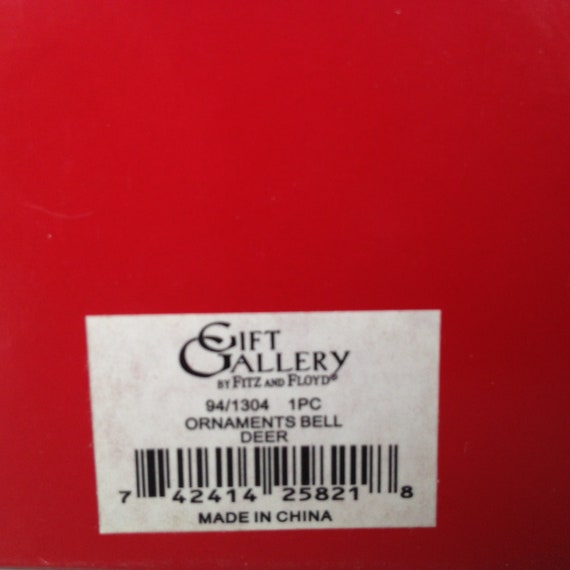 GIFT
GALLERY
BY FITZ AND FLOYD®
94/1304 1PC
ORNAMENTS BELL
DEER
7 42414 25821 8
MADE IN CHINA